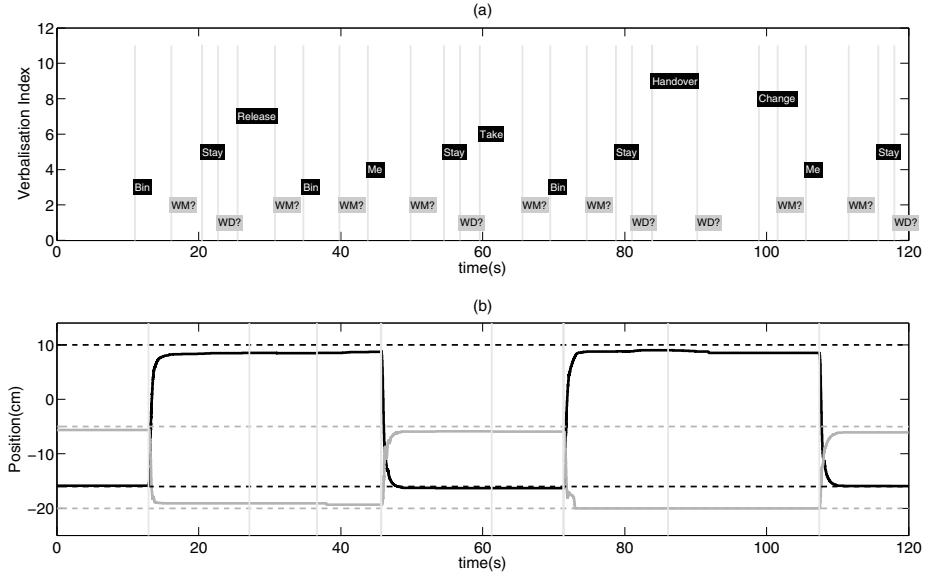 (a)
Verbalisation Index
12
10
8
6
4
2
0
Handover
Change
Release
Take
Stay
Stay
Stay
Stay
Me
Me
Bin
Bin
Bin
WM?
WM?
WM?
WM?
WM?
WM?
WM?
WM?
WD?
WD?
WD?
WD?
WD?
0 20 40 60 80 100 120
time(s)
(b)
Position(cm)
10
0
−10
−20
0 20 40 60 80 100 120
time(s)